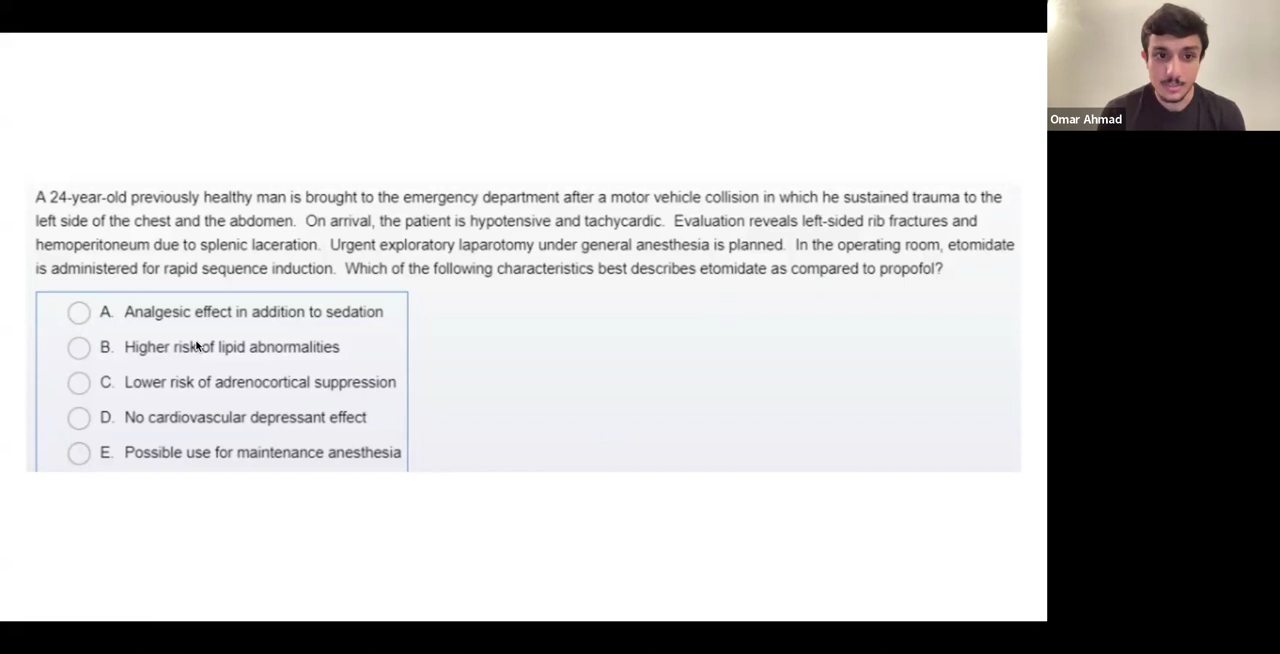 A 24-year-old previously healthy man is brought to the emergency department after a motor vehicle collision in which he sustained trauma to the
left side of the chest and the abdomen. On arrival, the patient is hypotensive and tachycardic. Evaluation reveals left-sided rib fractures and
hemoperitoneum due to splenic laceration. Urgent exploratory laparotomy under general anesthesia is planned. In the operating room, etomidate
is administered for rapid sequence induction. Which of the following characteristics best describes etomidate as compared to propofol?
A. Analgesic effect in addition to sedation
B. Higher risk of lipid abnormalities
C. Lower risk of adrenocortical suppression
D. No cardiovascular depressant effect
E. Possible use for maintenance anesthesia
Omar Ahmad